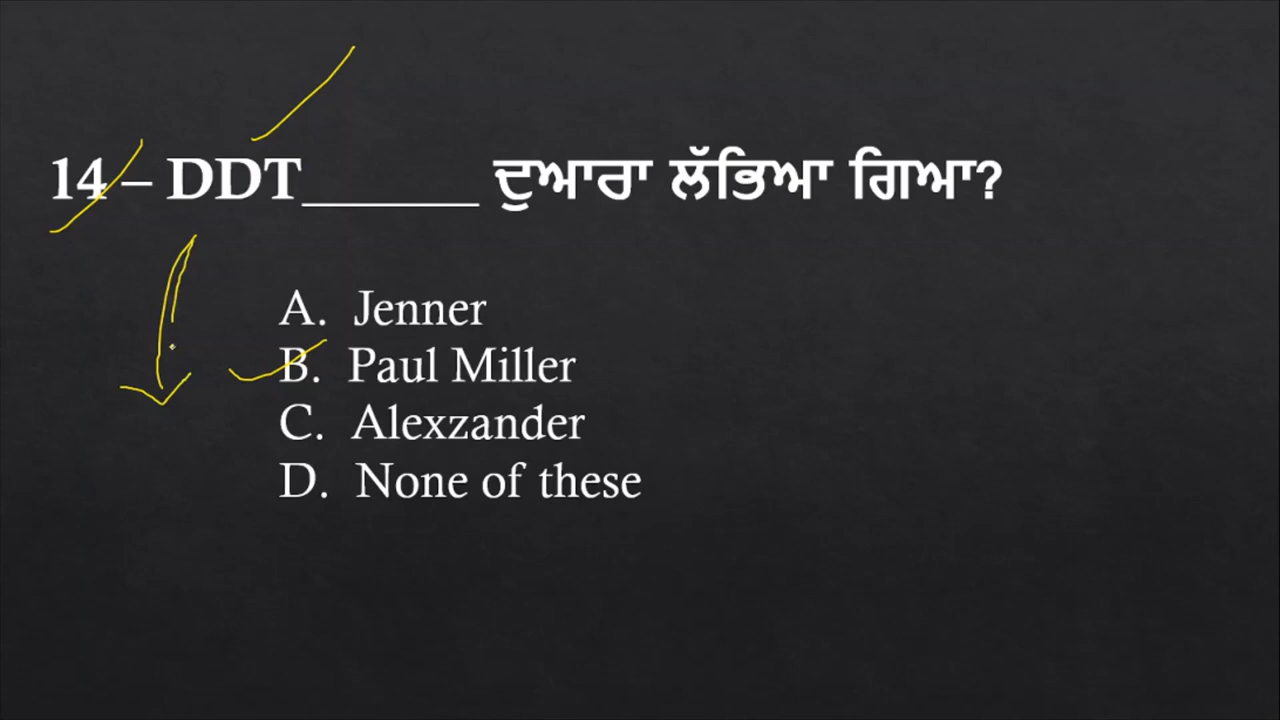 14 – DDT______ ਦੁਆਰਾ ਲੱਭਿਆ ਗਿਆ?
A. Jenner
B. Paul Miller
C. Alexzander
D. None of these